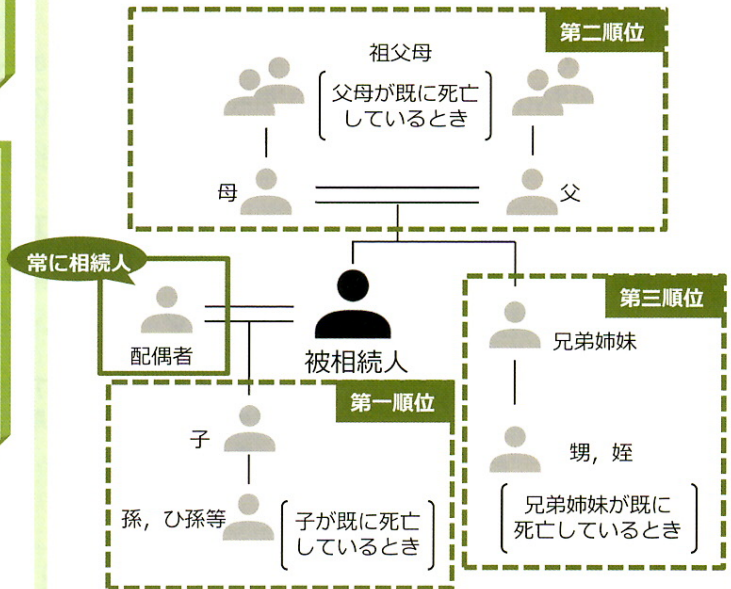 第二順位
祖父母
父母が既に死亡
しているとき
母
父
常に相続人
配偶者
被相続人
第三順位
兄弟姉妹
甥，姪
兄弟姉妹が既に
死亡しているとき
第一順位
子
孫，ひ孫等
子が既に死亡
しているとき